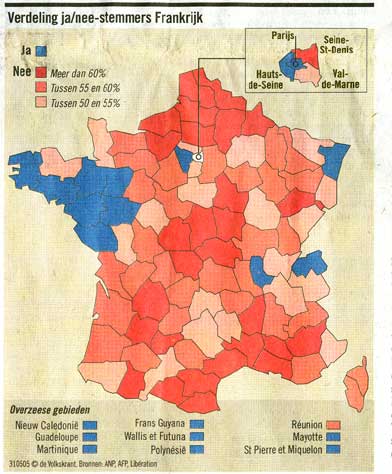 Verdeling ja/nee-stemmers Frankrijk
Ja
Nee
Meer dan 60%
Tussen 55 en 60%
Tussen 50 en 55%
Parijs
Seine-
St-Denis
Hauts-
de-Seine
Val-
de-Marne
Overzeese gebieden
Nieuw Caledonië
Guadeloupe
Martinique
Frans Guyana
Wallis et Futuna
Polynésië
Réunion
Mayotte
St Pierre et Miquelon
310505 © de Volkskrant. Bronnen: ANP, AFP, Libération